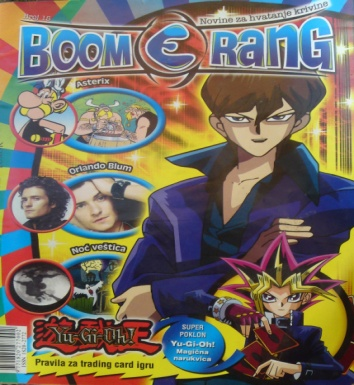 Novine za hvatanje krivine
BOOMERANG
Asterix
Orlando Blum
Noć veštica
Yu-Gi-Oh!
Pravila za trading card igru
SUPER
POKLON
Yu-Gi-Oh!
Magična
narukvica